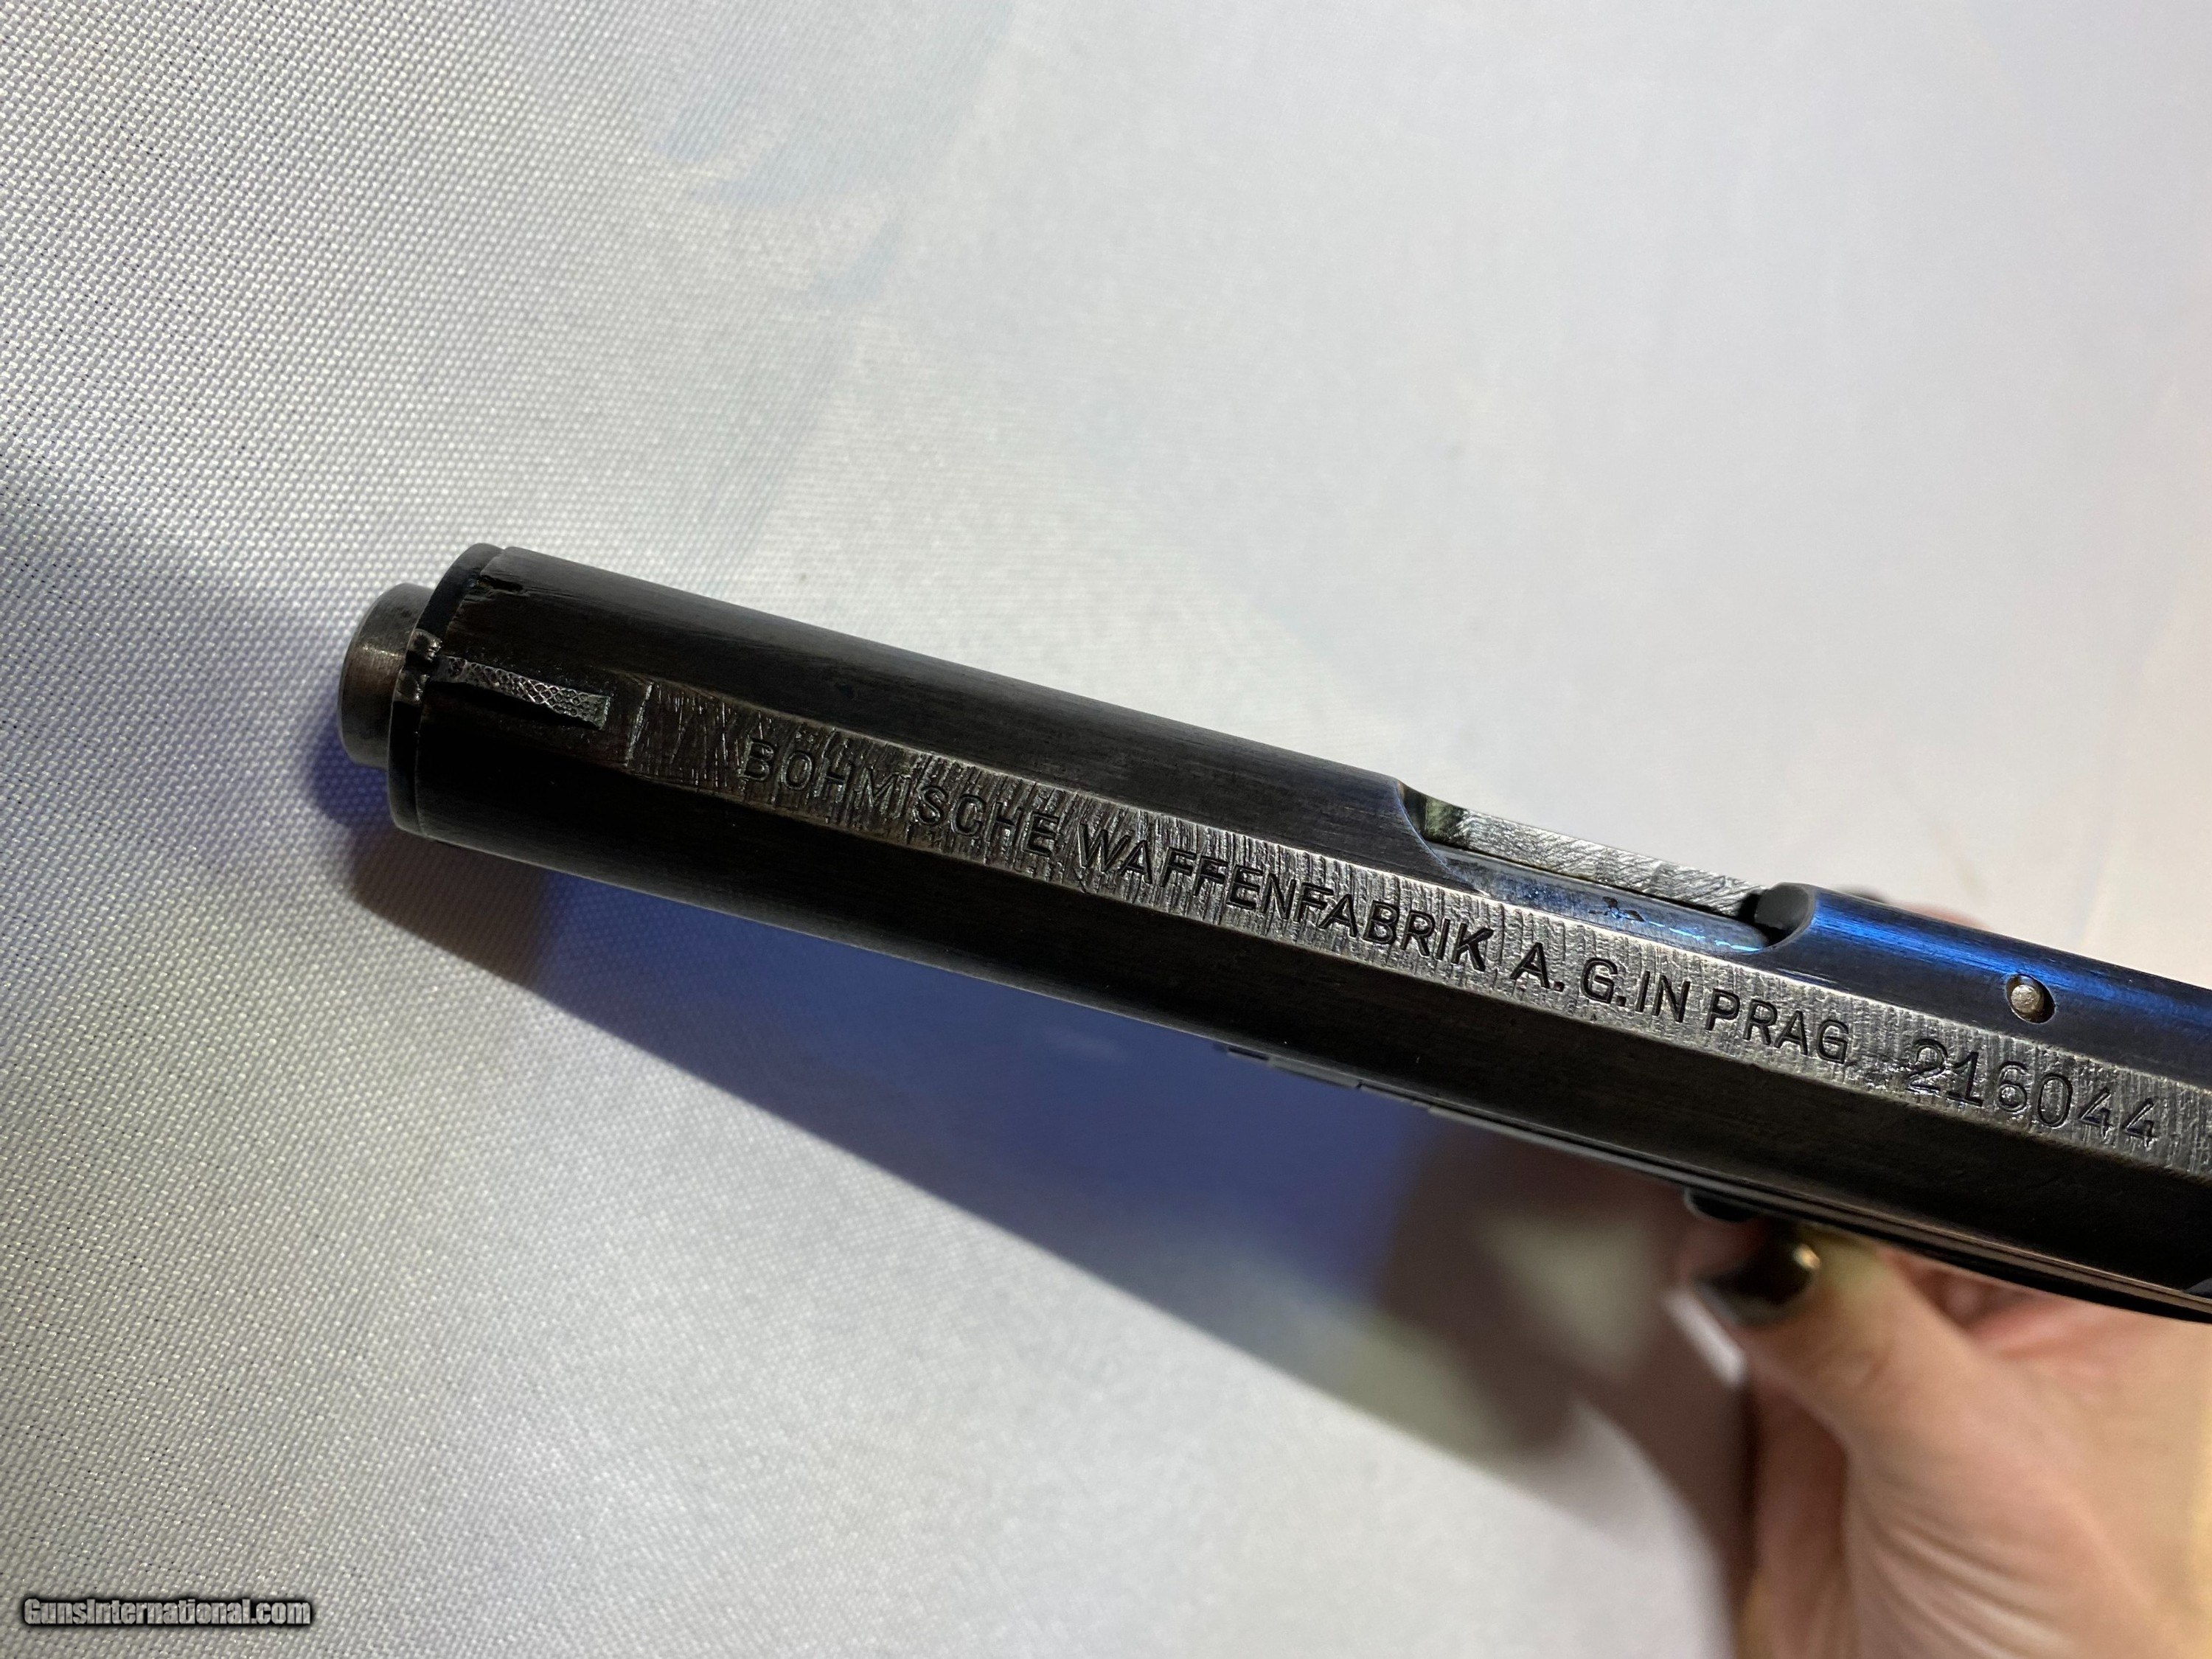 BÖHMISCHE WAFFENFABRIK A. G. IN PRAG 216044
GunsInternational.com